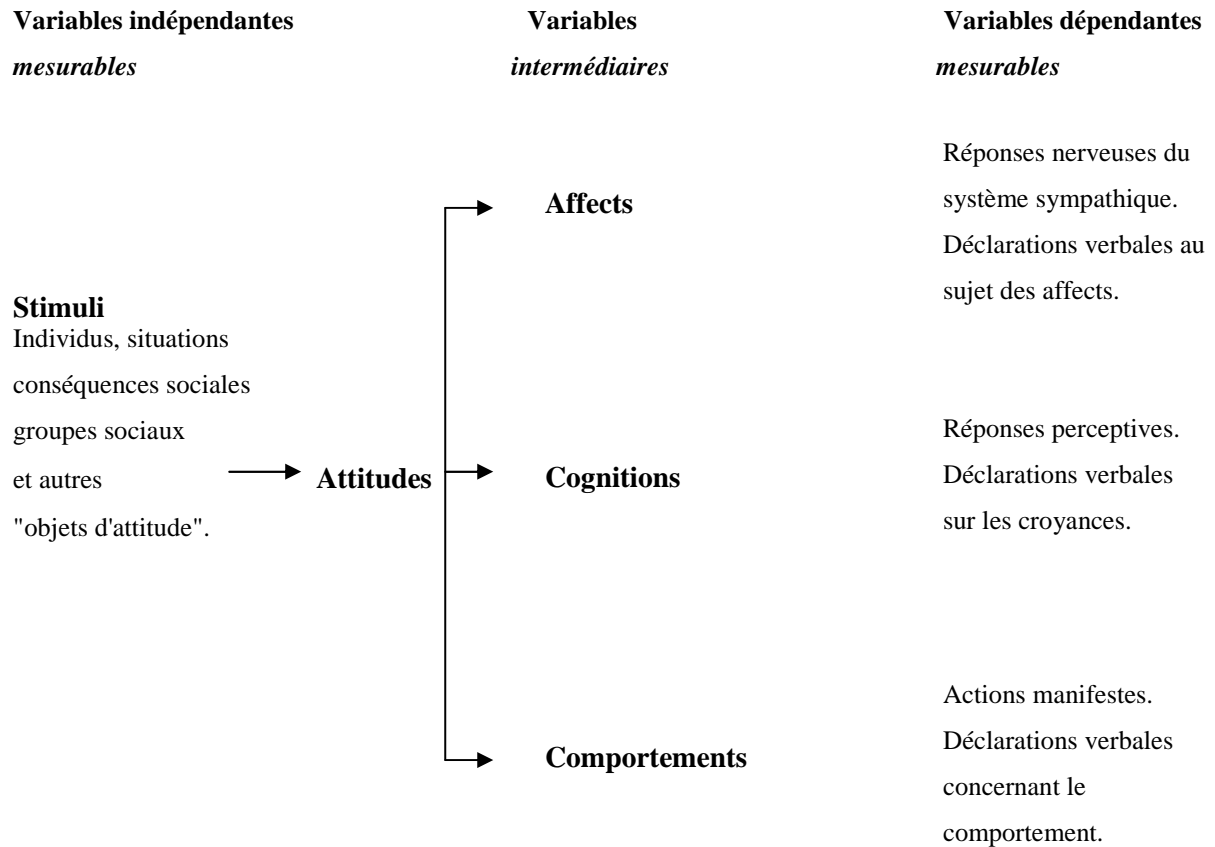 Variables indépendantes
mesurables
Variables
intermédiaires
Variables dépendantes
mesurables
Stimuli
Individus, situations
conséquences sociales
groupes sociaux
et autres
"objets d'attitude".
Attitudes
Affects
Cognitions
Comportements
Réponses nerveuses du
système sympathique.
Déclarations verbales au
sujet des affects.
Réponses perceptives.
Déclarations verbales
sur les croyances.
Actions manifestes.
Déclarations verbales
concernant le
comportement.